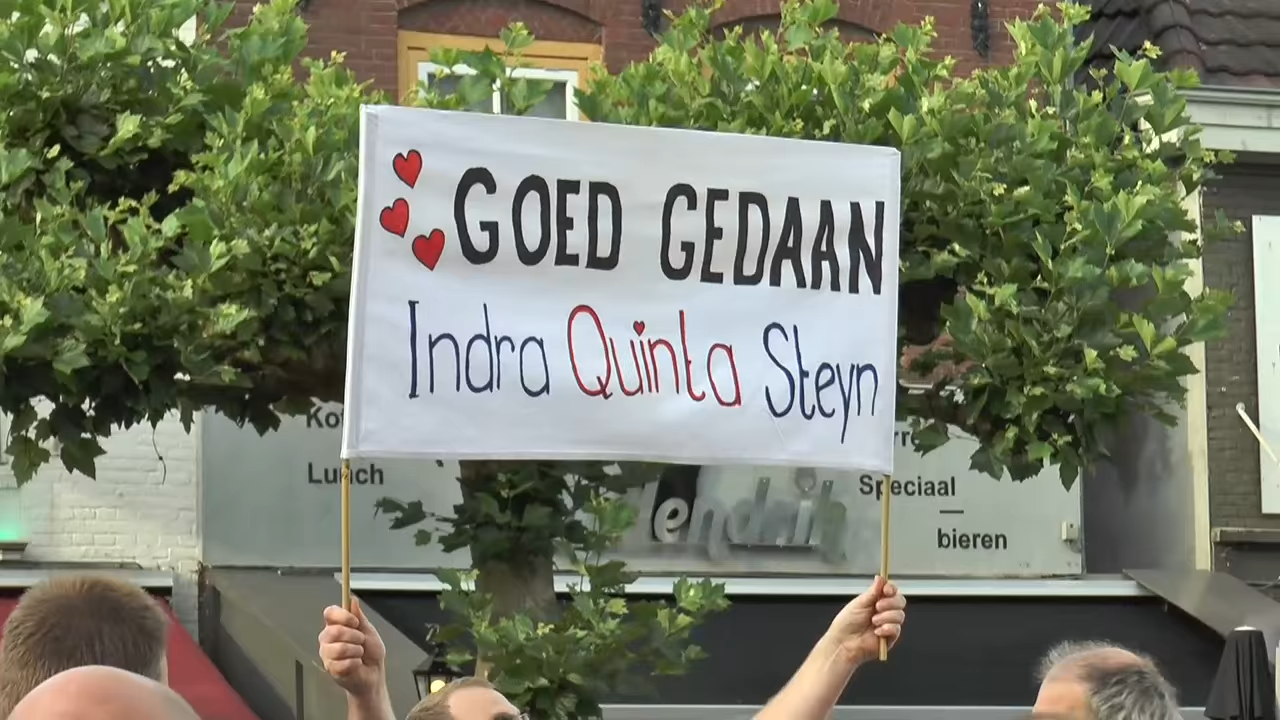 GOED GEDAAN
Indra Quinta Steyn
Lunch
Speciaal
bieren